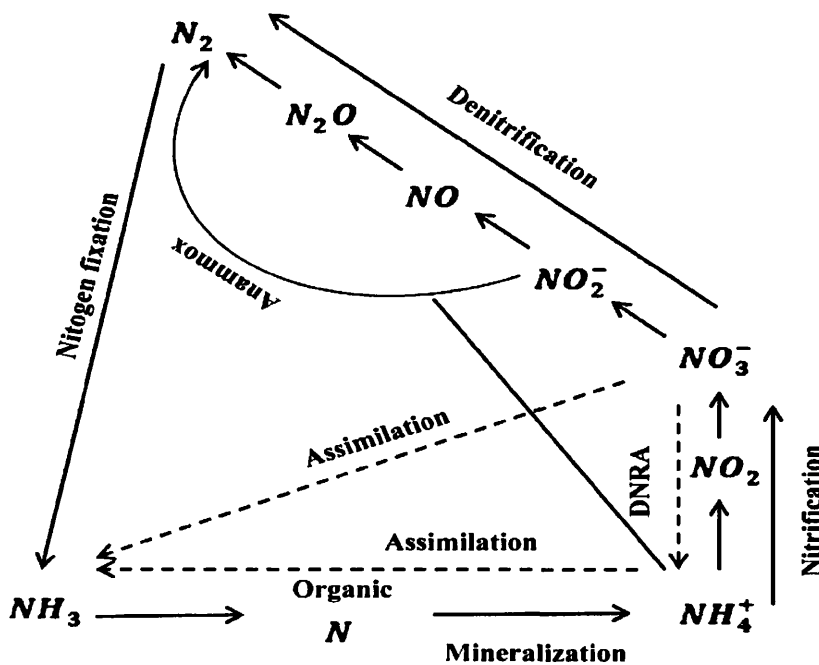 N₂
N₂O
Denitrification
NO
Nitogen fixation
Anammox
NO₂⁻
NO₃⁻
Assimilation
DNRA
NO₂
Nitrification
Assimilation
NH₃
Organic
N
NH₄⁺
Mineralization